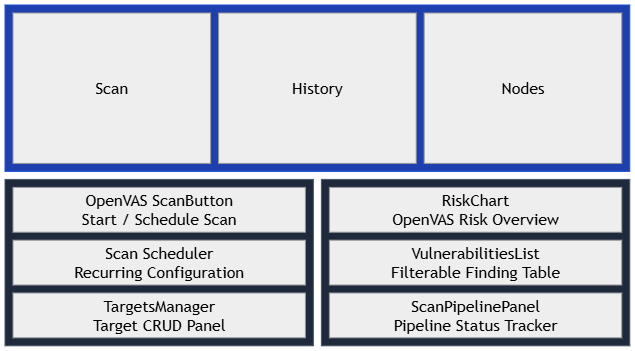 Scan
History
Nodes
OpenVAS ScanButton
Start / Schedule Scan
Scan Scheduler
Recurring Configuration
TargetsManager
Target CRUD Panel
RiskChart
OpenVAS Risk Overview
VulnerabilitiesList
Filterable Finding Table
ScanPipelinePanel
Pipeline Status Tracker